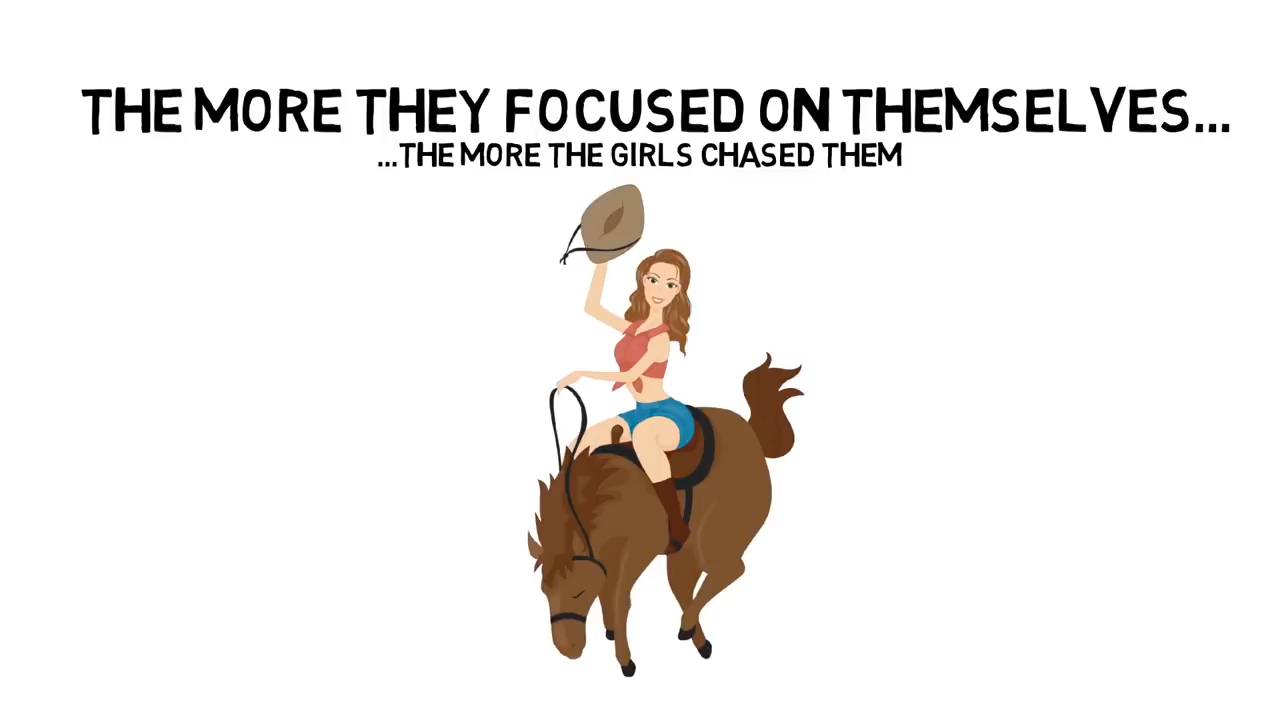 THE MORE THEY FOCUSED ON THEMSELVES...
...THE MORE THE GIRLS CHASED THEM